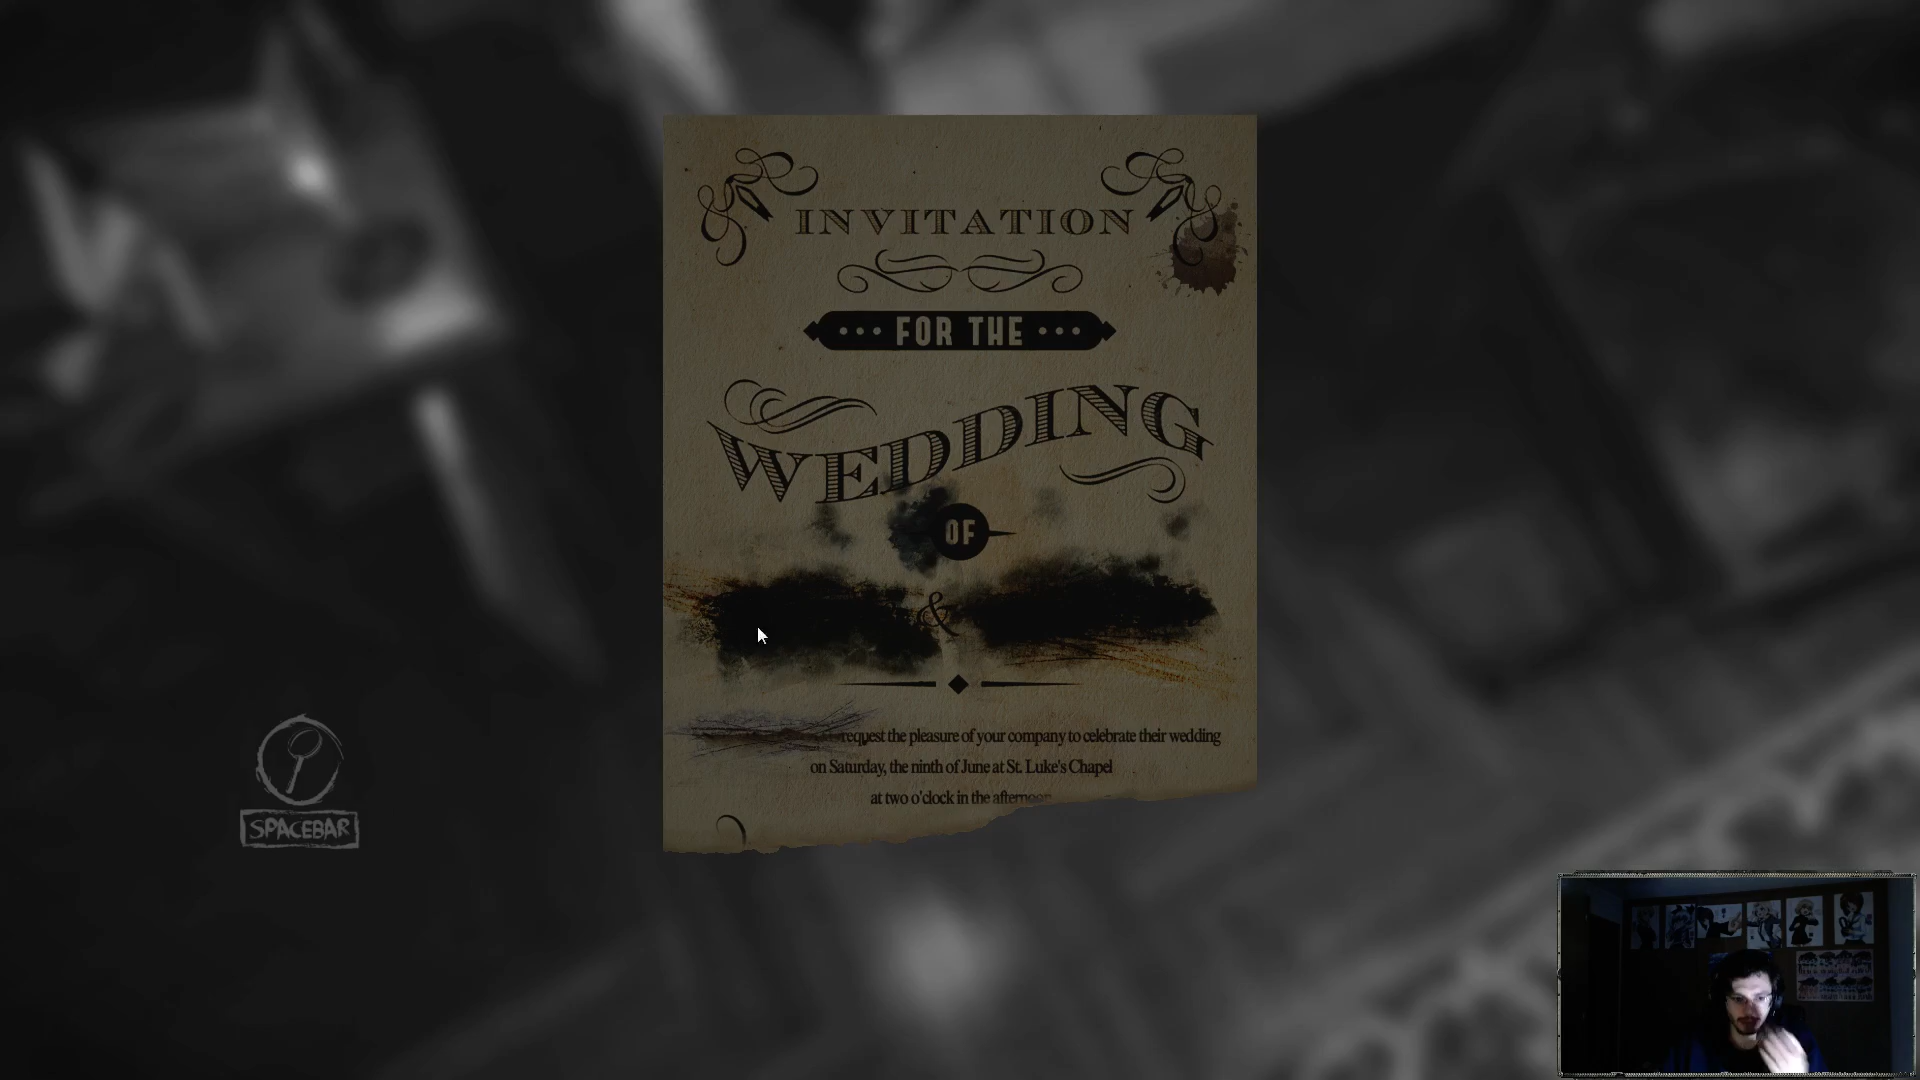 INVITATION
FOR THE
WEDDING
OF
&
request the pleasure of your company to celebrate their wedding
on Saturday, the ninth of June at St. Luke's Chapel
at two o'clock in the afternoon
SPACEBAR